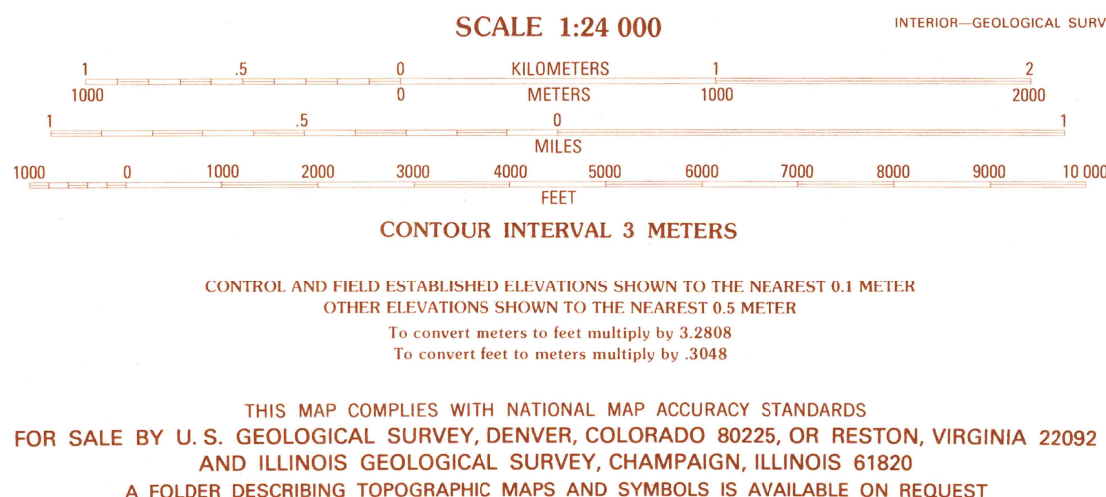 SCALE 1:24 000
INTERIOR—GEOLOGICAL SURV
1 .5 0 KILOMETERS 1 2
1000 0 METERS 1000 2000
1 .5 0 1
MILES
1000 0 1000 2000 3000 4000 5000 6000 7000 8000 9000 10 000
FEET
CONTOUR INTERVAL 3 METERS
CONTROL AND FIELD ESTABLISHED ELEVATIONS SHOWN TO THE NEAREST 0.1 METER
OTHER ELEVATIONS SHOWN TO THE NEAREST 0.5 METER
To convert meters to feet multiply by 3.2808
To convert feet to meters multiply by .3048
THIS MAP COMPLIES WITH NATIONAL MAP ACCURACY STANDARDS
FOR SALE BY U. S. GEOLOGICAL SURVEY, DENVER, COLORADO 80225, OR RESTON, VIRGINIA 22092
AND ILLINOIS GEOLOGICAL SURVEY, CHAMPAIGN, ILLINOIS 61820
A FOLDER DESCRIBING TOPOGRAPHIC MAPS AND SYMBOLS IS AVAILABLE ON REQUEST